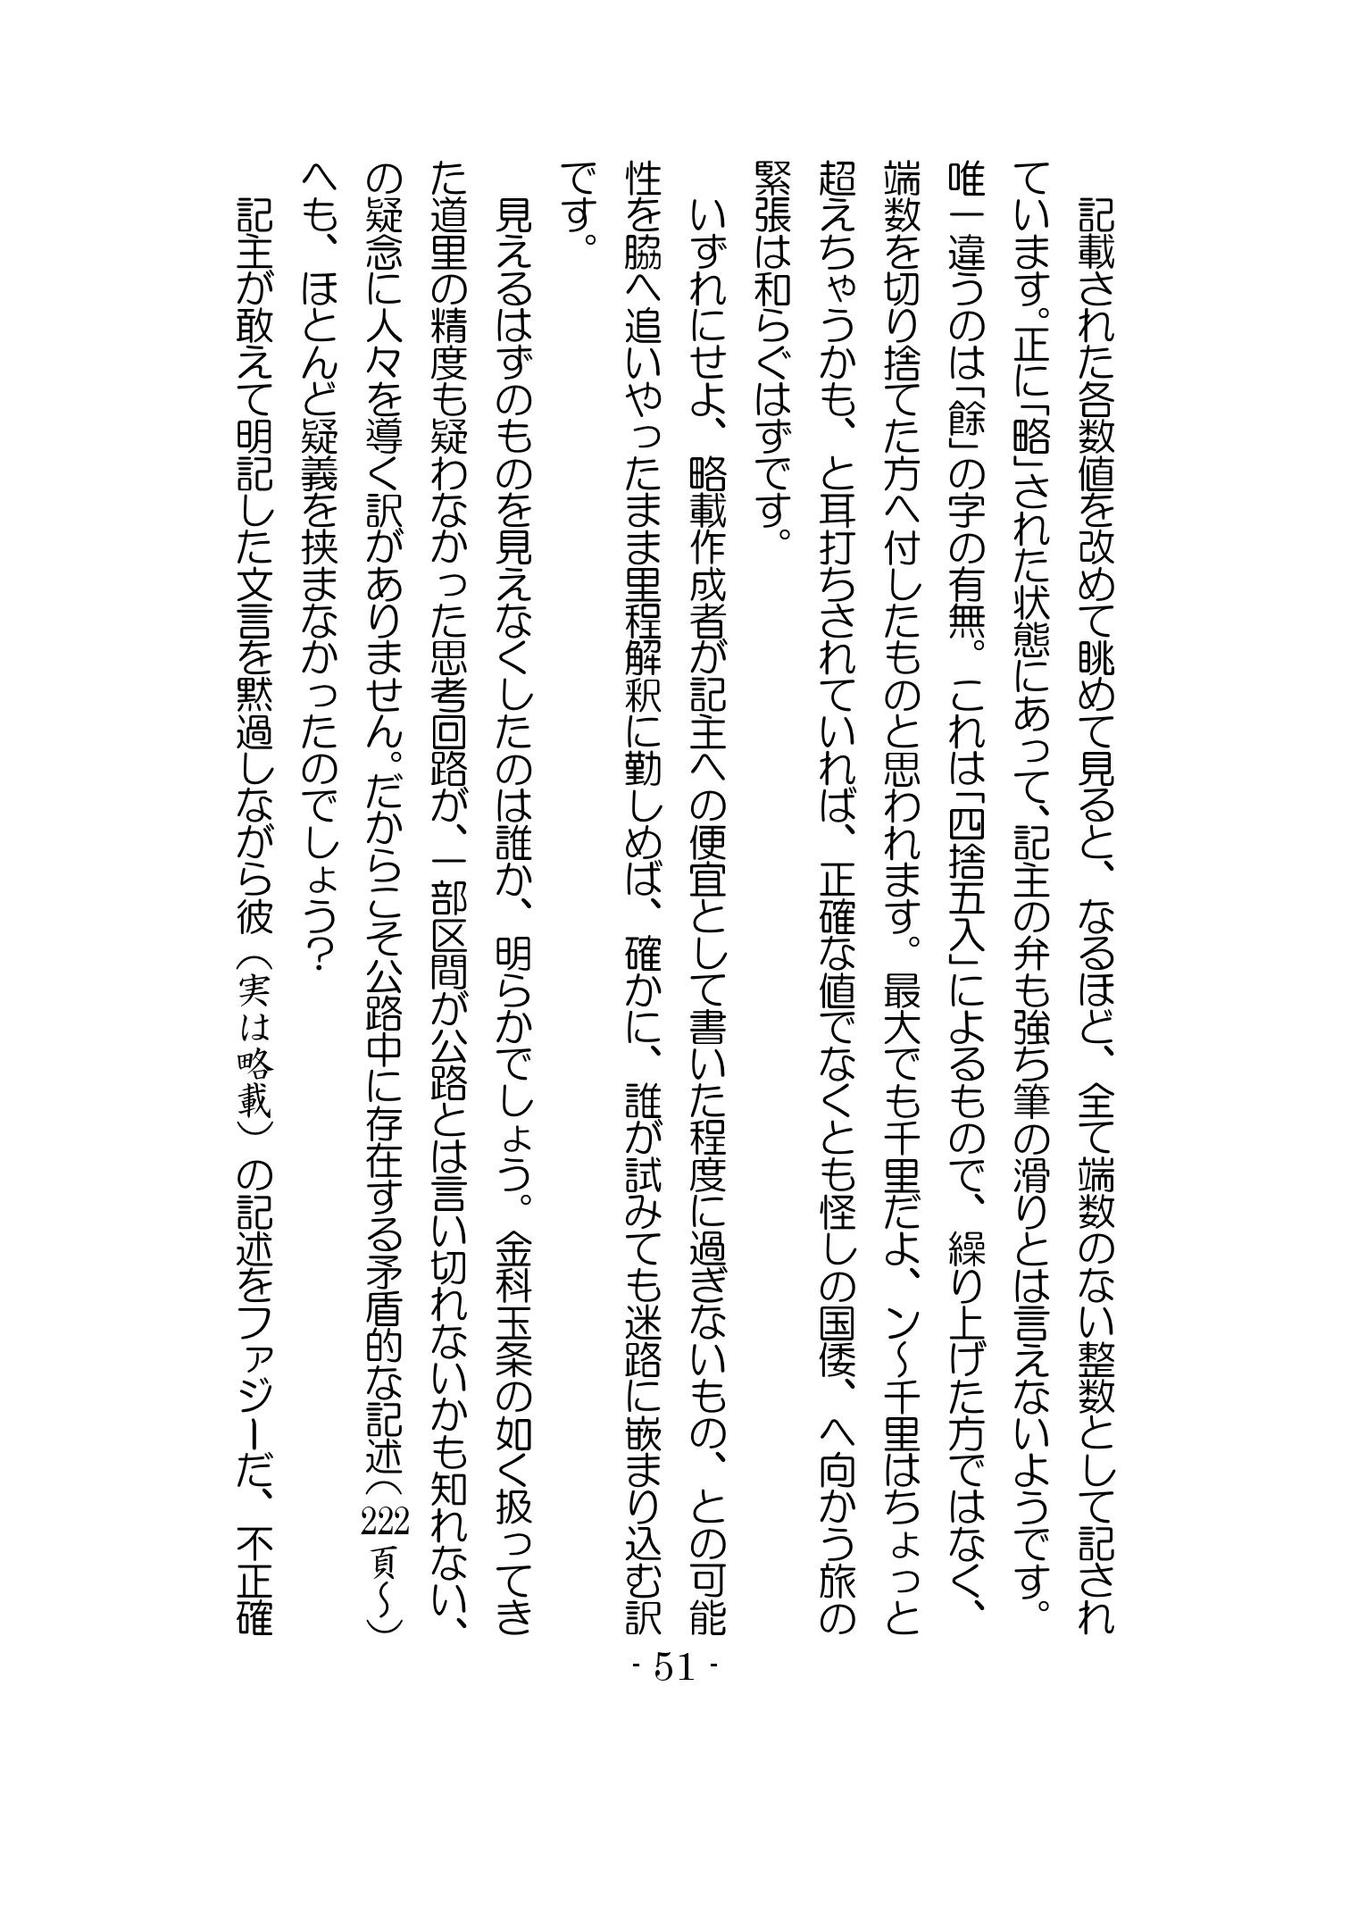 記載された各数値を改めて眺めて見ると、なるほど、全て端数のない整数として記され
ています。正に「略」された状態にあって、記主の弁も強ち筆の滑りとは言えないようです。
唯一違うのは「餘」の字の有無。これは「四捨五入」によるもので、繰り上げた方ではなく、
端数を切り捨てた方へ付したものと思われます。最大でも千里だよ、ン～千里はちょっと
超えちゃうかも、と耳打ちされていれば、正確な値でなくとも怪しの国倭、へ向かう旅の
緊張は和らぐはずです。
いずれにせよ、略載作成者が記主への便宜として書いた程度に過ぎないもの、との可能
性を脇へ追いやったまま里程解釈に勤しめば、確かに、誰が試みても迷路に嵌まり込む訳
です。
見えるはずのものを見えなくしたのは誰か、明らかでしょう。金科玉条の如く扱ってき
た道里の精度も疑わなかった思考回路が、一部区間が公路とは言い切れないかも知れない、
の疑念に人々を導く訳がありません。だからこそ公路中に存在する矛盾的な記述（222頁～）
へも、ほとんど疑義を挟まなかったのでしょう？
記主が敢えて明記した文言を黙過しながら彼（実は略載）の記述をファジーだ、不正確
- 51 -